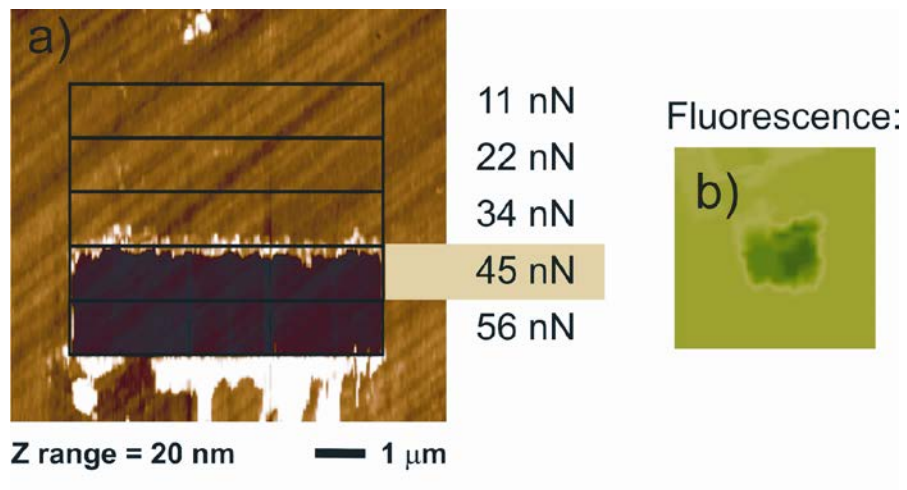 a)
11 nN
22 nN
34 nN
45 nN
56 nN
Z range = 20 nm
1 μm
Fluorescence:
b)